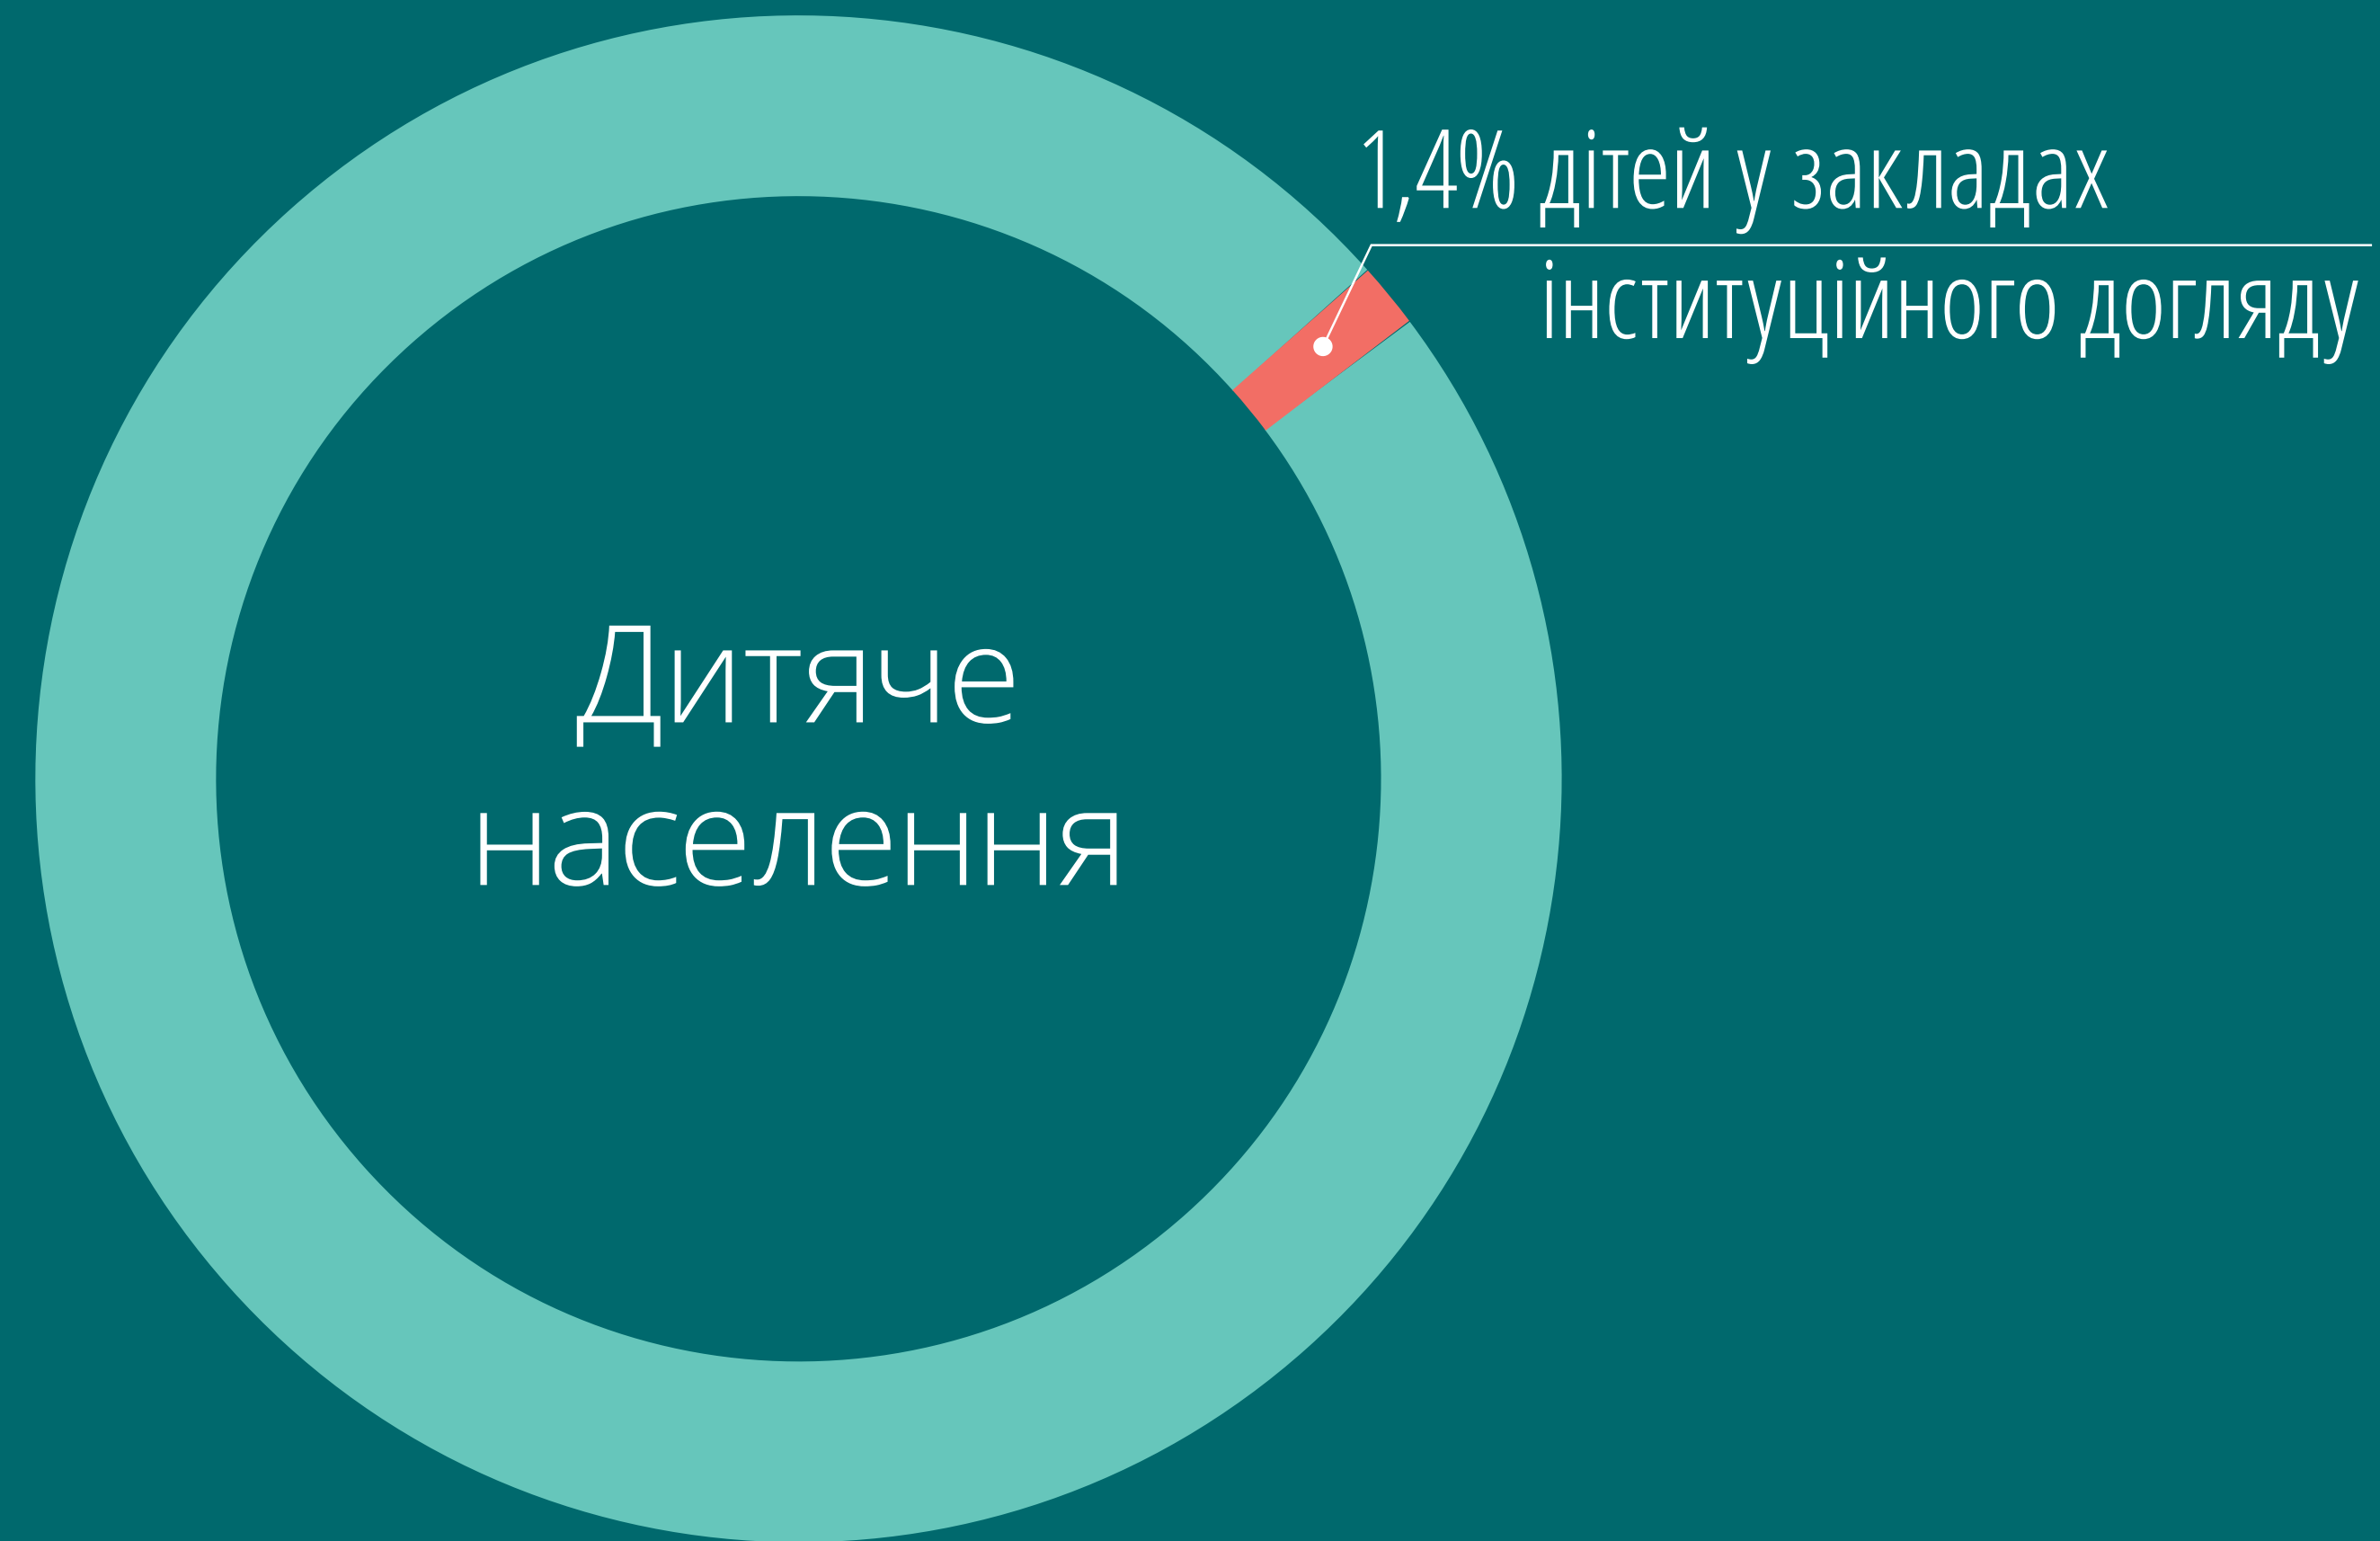 1,4% дітей у закладах
інституційного догляду
Дитяче
населення